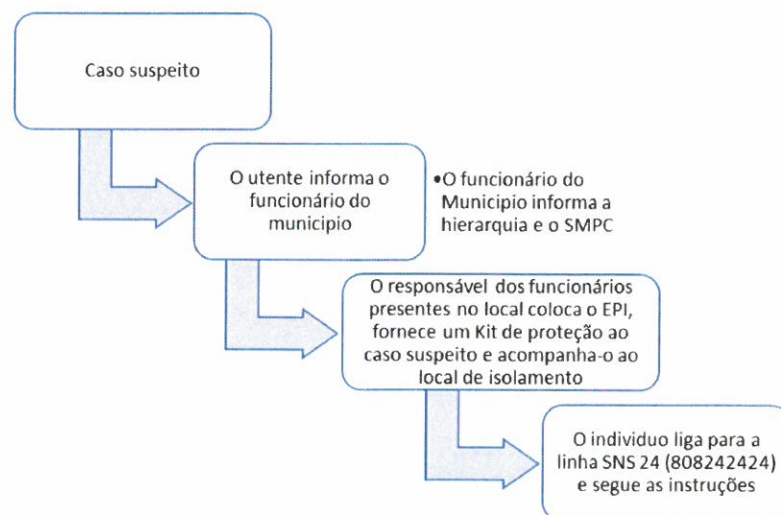 Caso suspeito
O utente informa o
funcionário do
municipio
•O funcionário do
Municipio informa a
hierarquia e o SMPC
O responsável dos funcionários
presentes no local coloca o EPI,
fornece um Kit de proteção ao
caso suspeito e acompanha-o ao
local de isolamento
O individuo liga para a
linha SNS 24 (808242424)
e segue as instruções